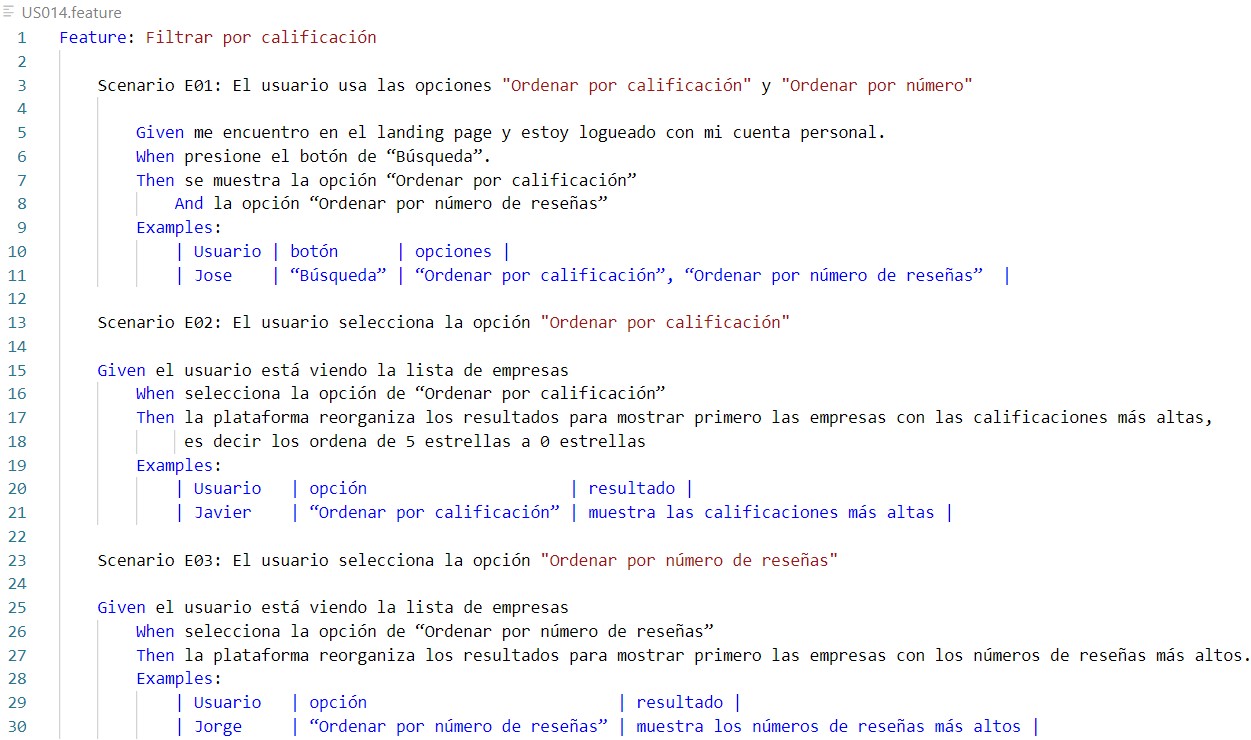 US014.feature
1 Feature: Filtrar por calificación
2
3 Scenario E01: El usuario usa las opciones "Ordenar por calificación" y "Ordenar por número"
4
5 Given me encuentro en el landing page y estoy logueado con mi cuenta personal.
6 When presione el botón de “Búsqueda”.
7 Then se muestra la opción “Ordenar por calificación”
8 And la opción “Ordenar por número de reseñas”
9 Examples:
10 | Usuario | botón | opciones |
11 | Jose | “Búsqueda” | “Ordenar por calificación”, “Ordenar por número de reseñas” |
12
13 Scenario E02: El usuario selecciona la opción "Ordenar por calificación"
14
15 Given el usuario está viendo la lista de empresas
16 When selecciona la opción de “Ordenar por calificación”
17 Then la plataforma reorganiza los resultados para mostrar primero las empresas con las calificaciones más altas,
18 es decir los ordena de 5 estrellas a 0 estrellas
19 Examples:
20 | Usuario | opción | resultado |
21 | Javier | “Ordenar por calificación” | muestra las calificaciones más altas |
22
23 Scenario E03: El usuario selecciona la opción "Ordenar por número de reseñas"
24
25 Given el usuario está viendo la lista de empresas
26 When selecciona la opción de “Ordenar por número de reseñas”
27 Then la plataforma reorganiza los resultados para mostrar primero las empresas con los números de reseñas más altos.
28 Examples:
29 | Usuario | opción | resultado |
30 | Jorge | “Ordenar por número de reseñas” | muestra los números de reseñas más altos |